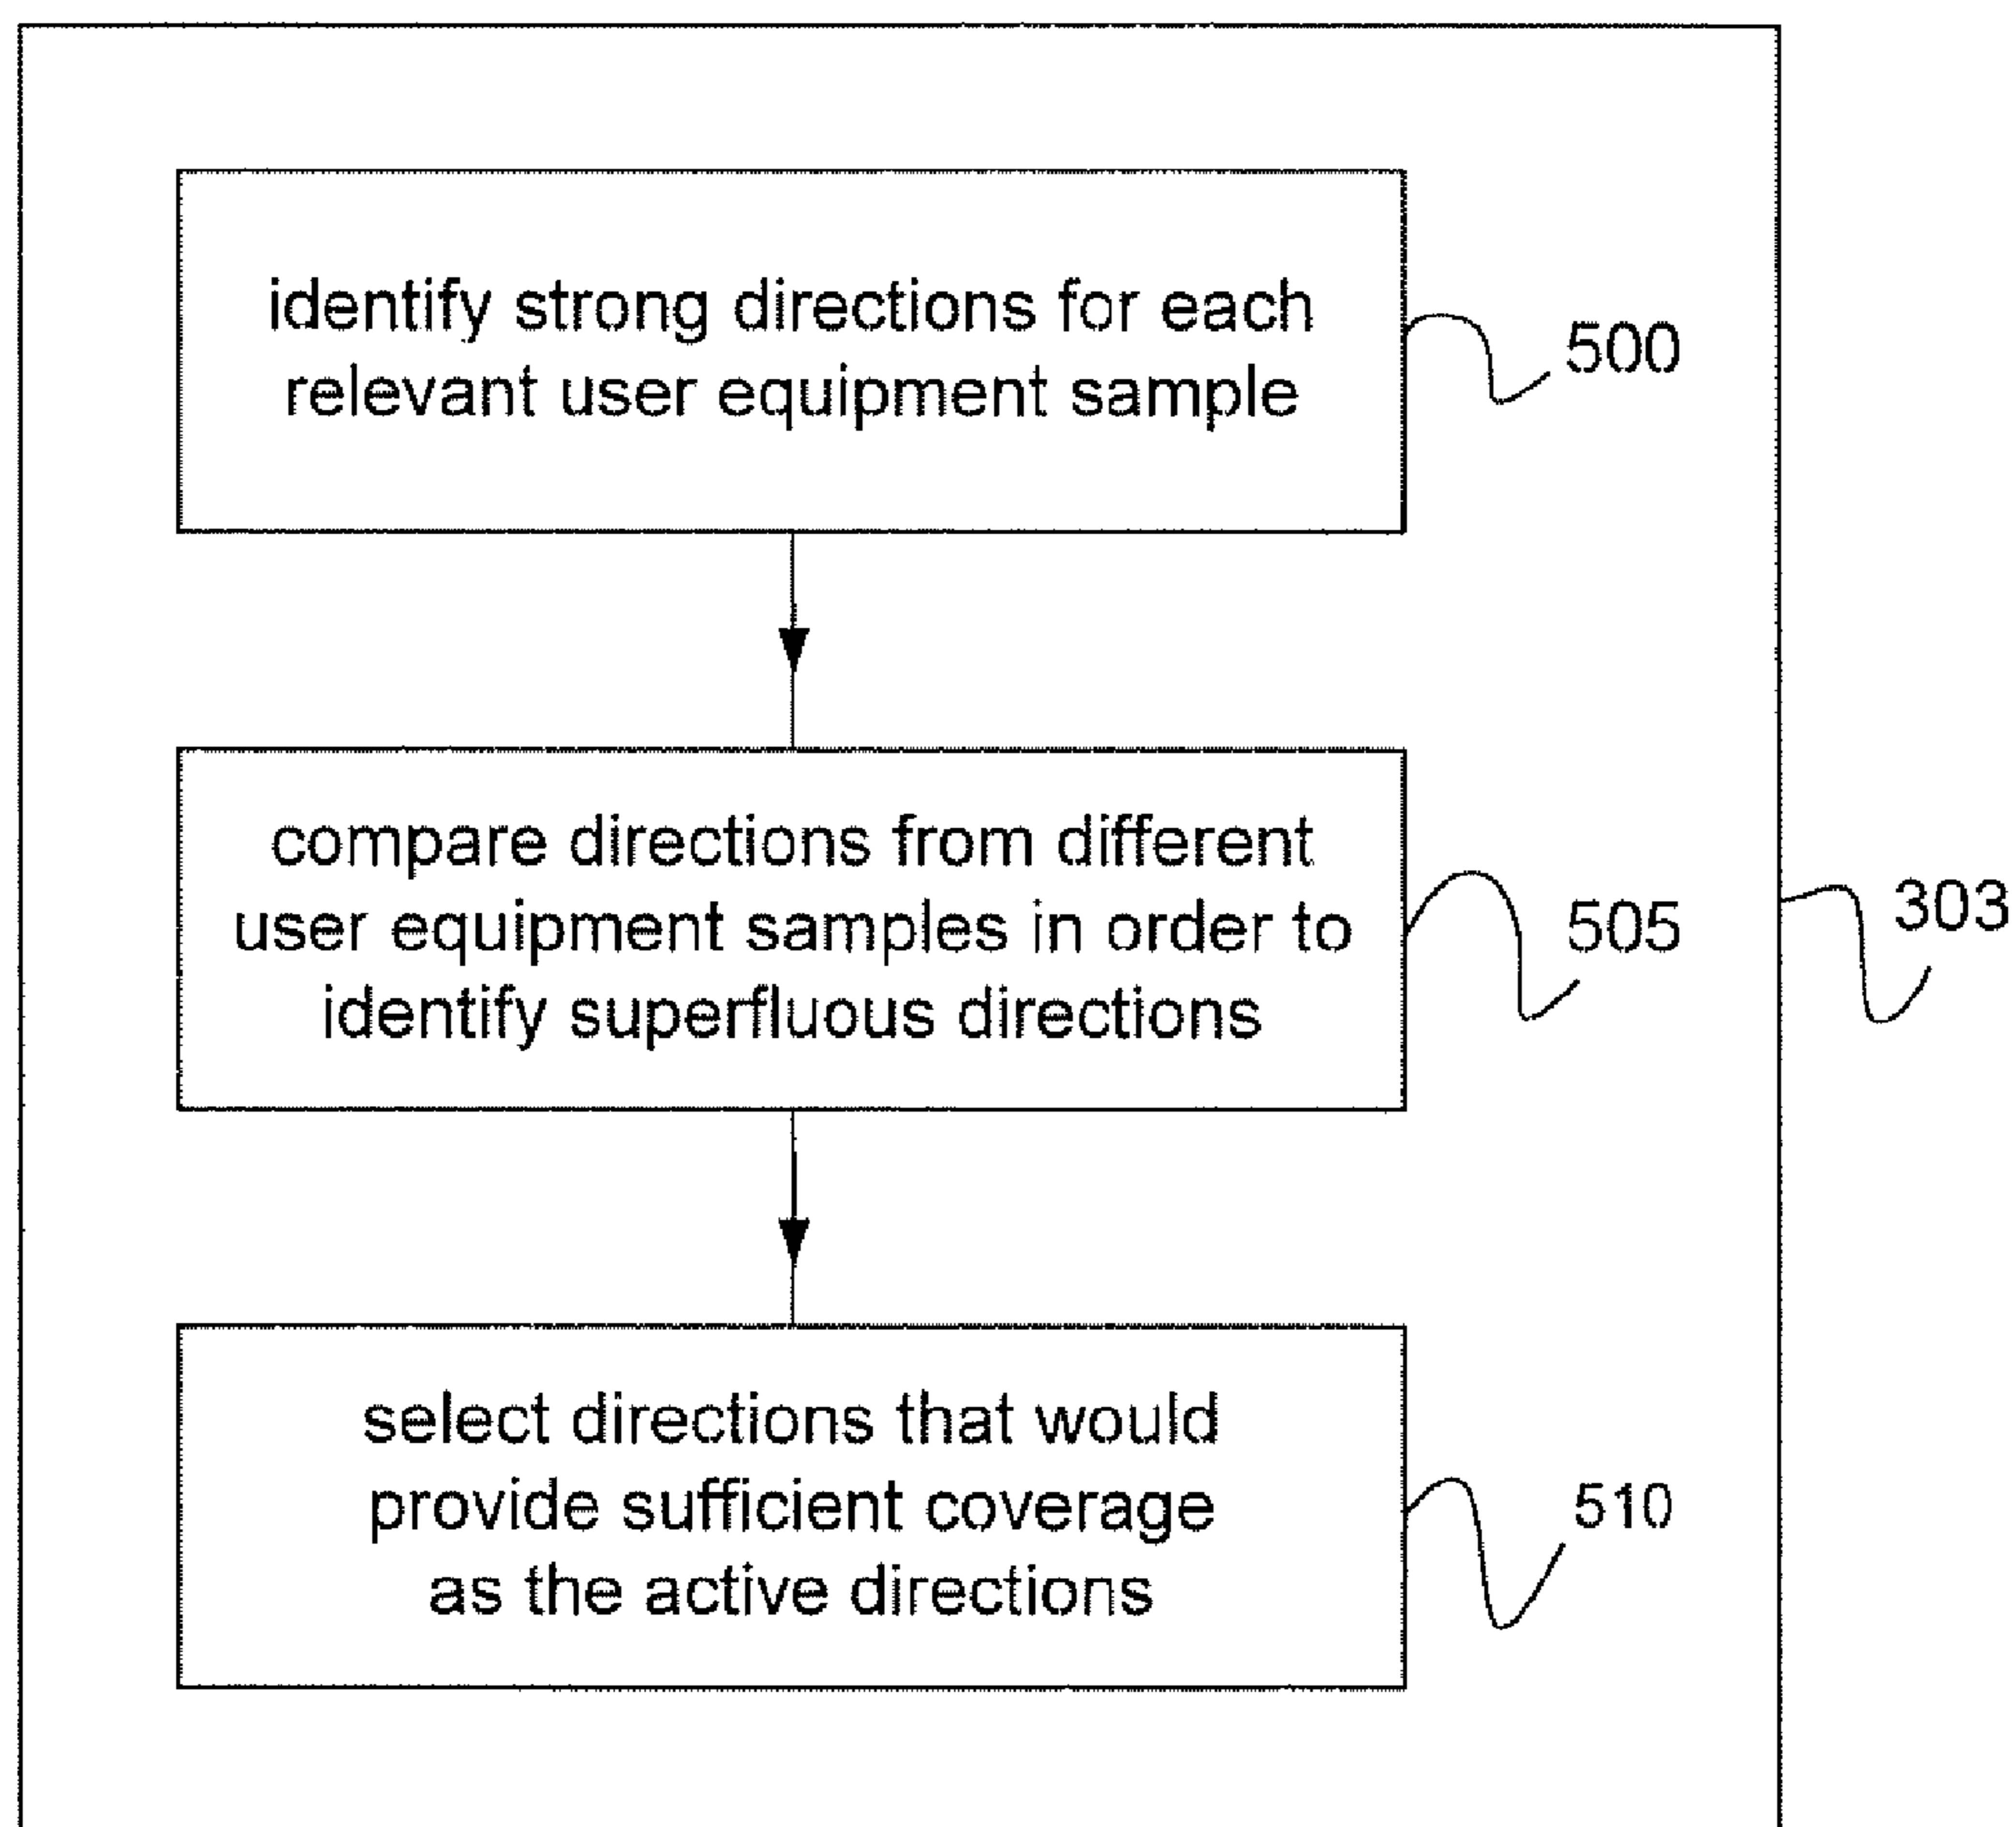 identify strong directions for each
relevant user equipment sample
500
compare directions from different
user equipment samples in order to
identify superfluous directions
505
303
select directions that would
provide sufficient coverage
as the active directions
510